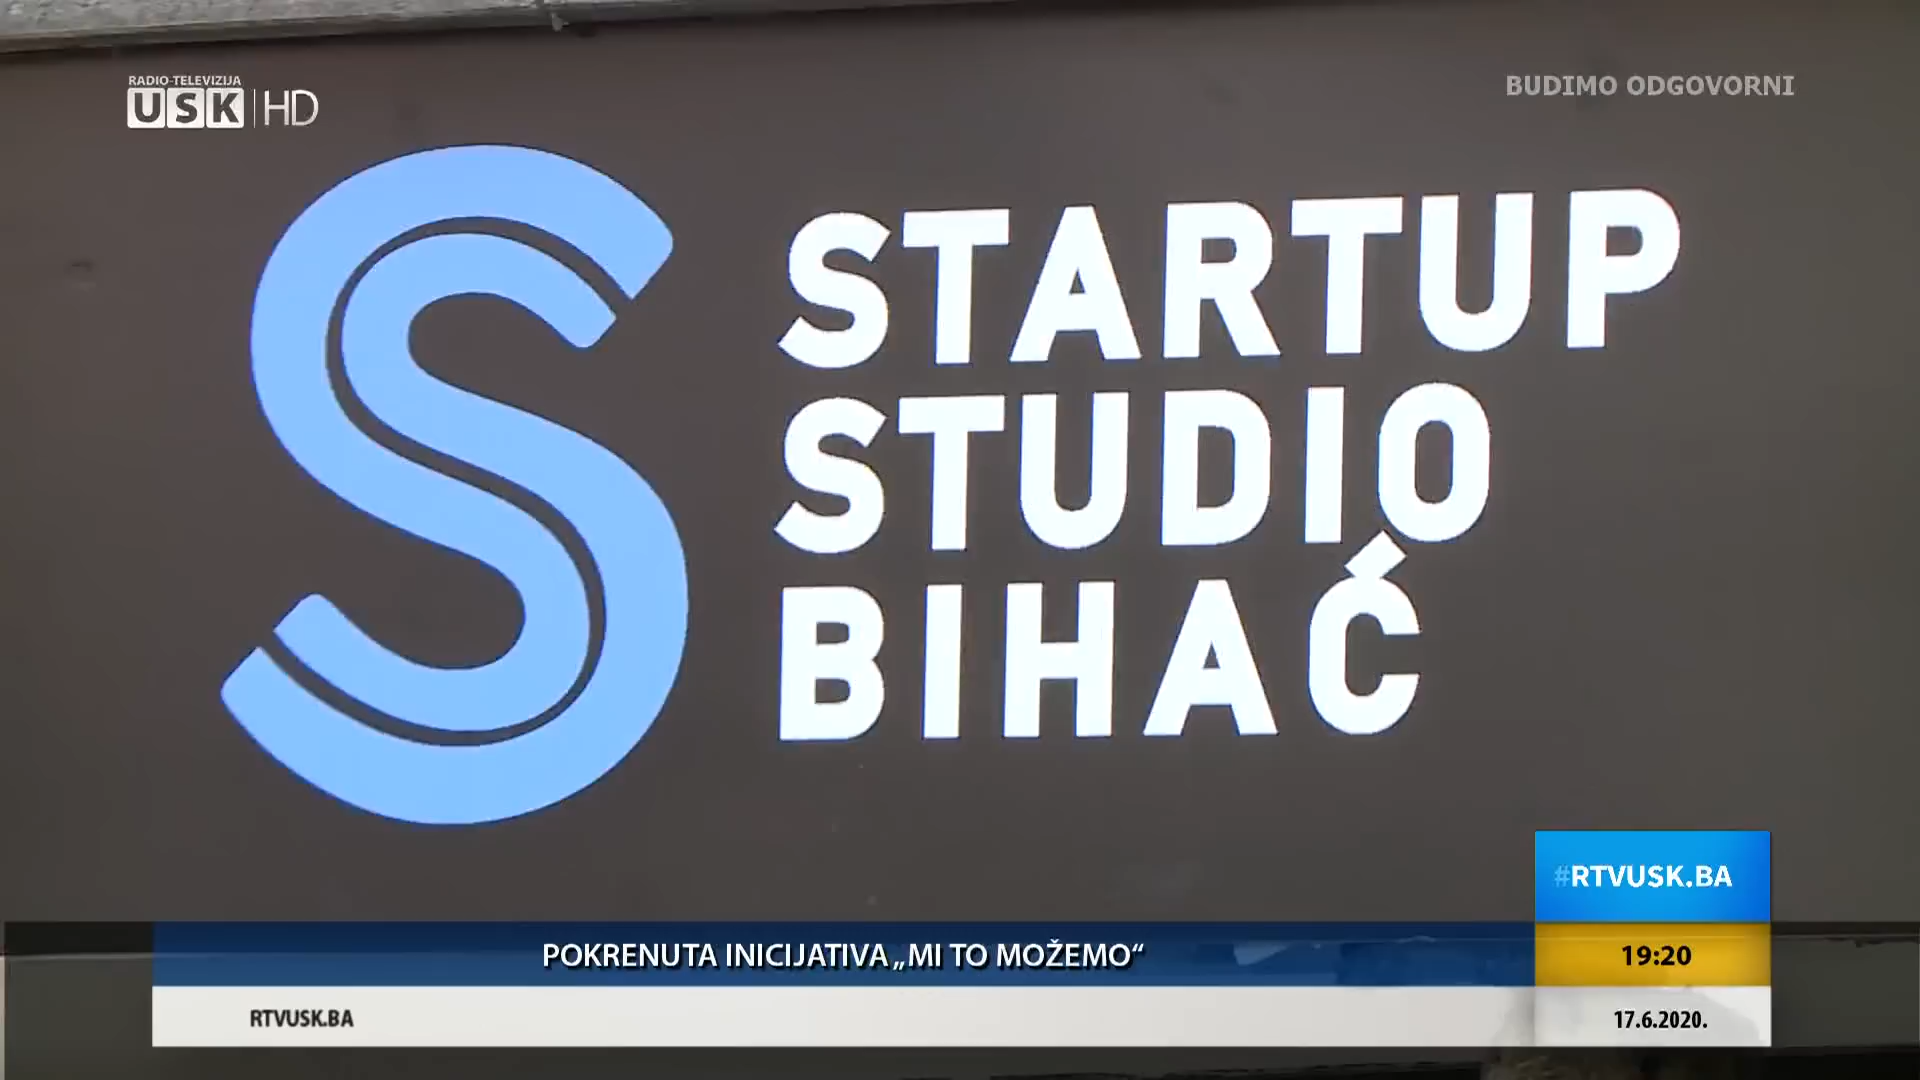 RADIO-TELEVIZIJA
USK HD
BUDIMO ODGOVORNI
STARTUP
STUDIO
BIHAĆ
#RTVUSK.BA
POKRENUTA INICIJATIVA „MI TO MOŽEMO“
19:20
RTVUSK.BA
17.6.2020.